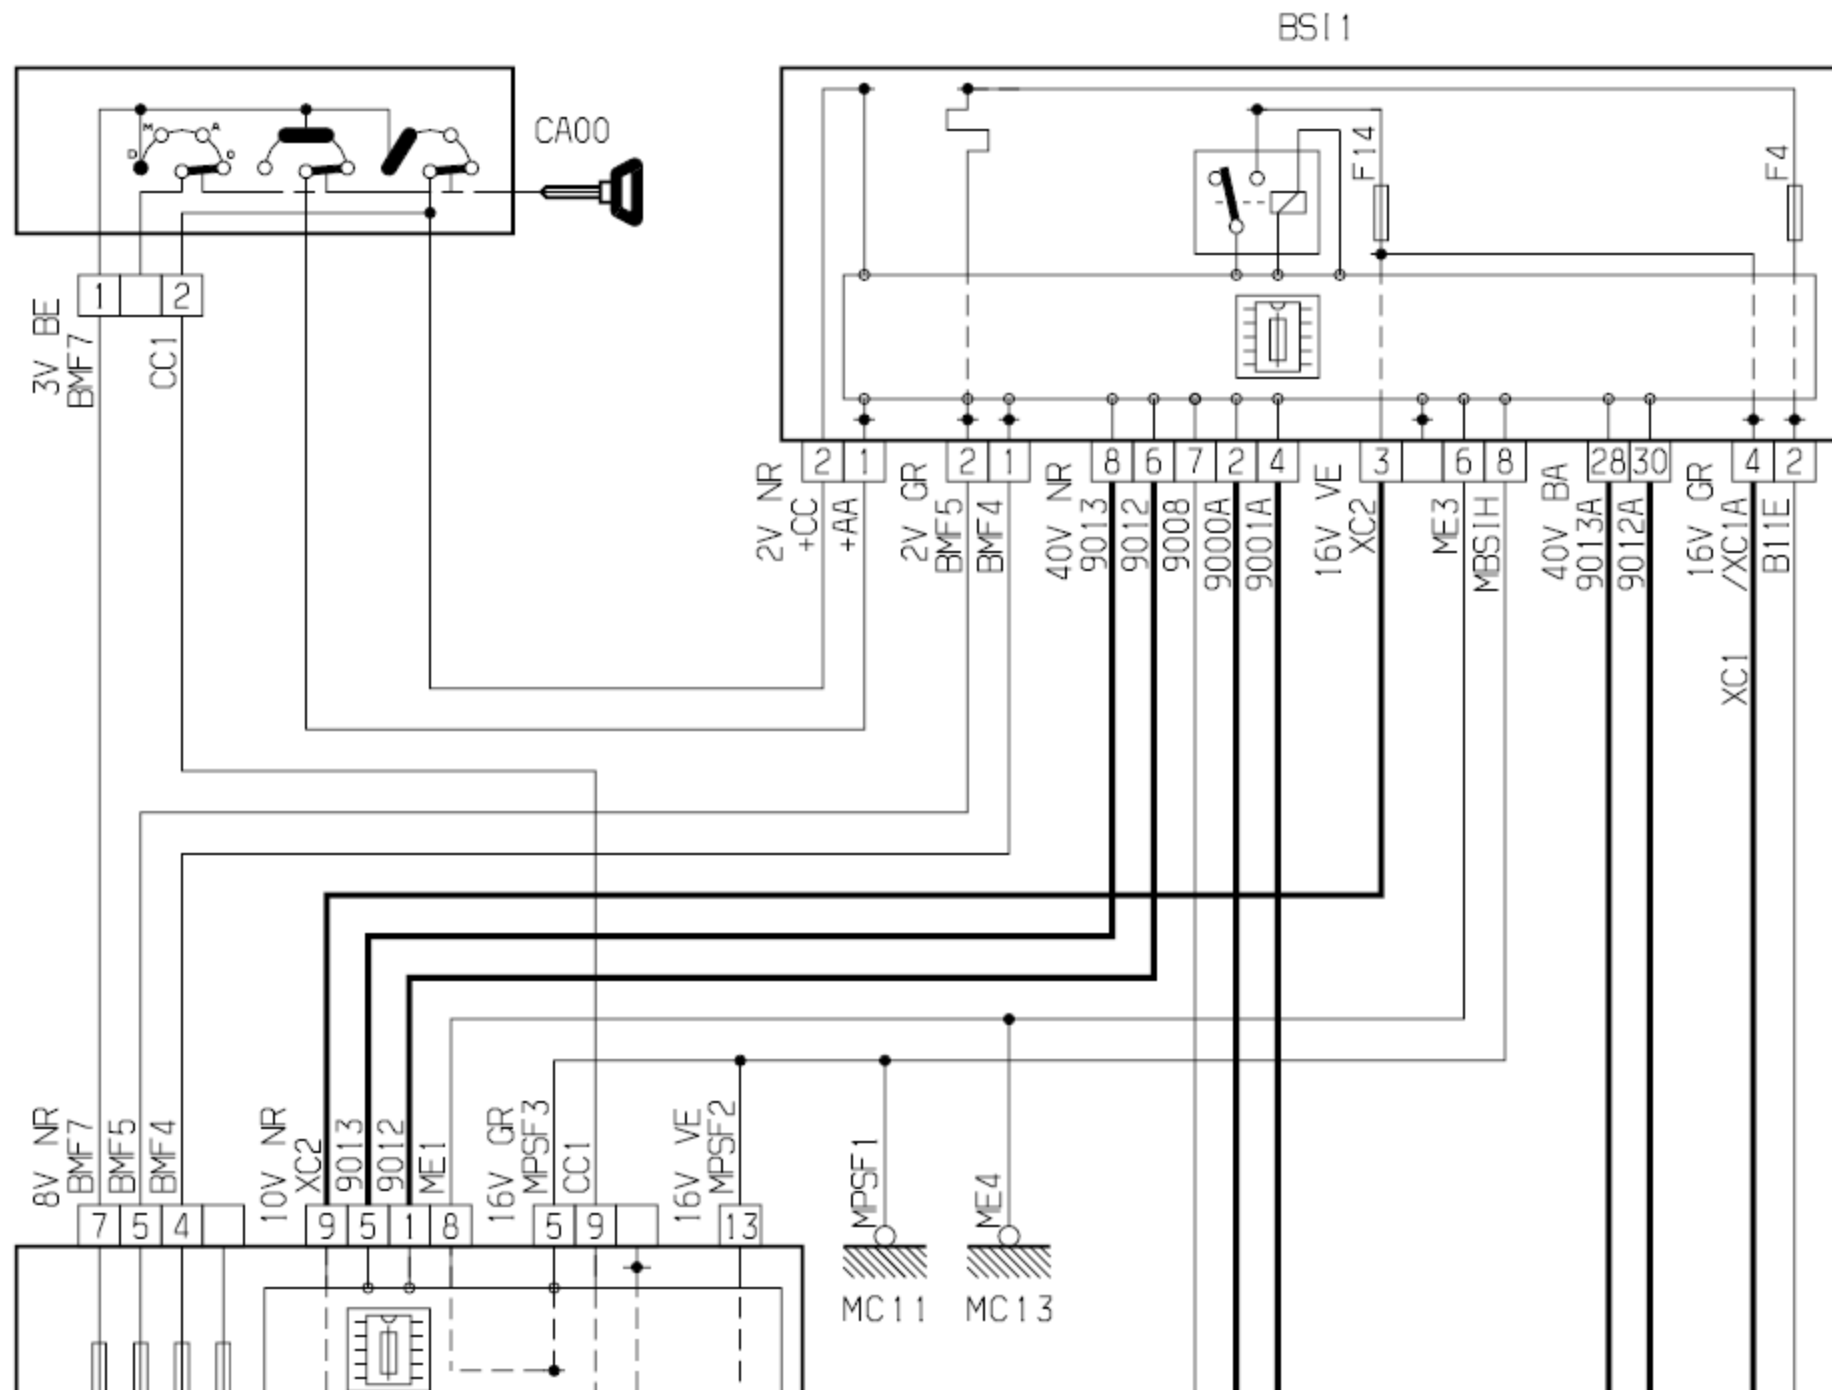 BSI1
CA00
M
A
D
C
F14
F4
1
2
3V BE
BMF7
CC1
2
1
2
1
8
6
7
2
4
3
6
8
28
30
4
2
2V NR
+CC
+AA
2V GR
BMF5
BMF4
40V NR
9013
9012
9008
9000A
9001A
16V VE
XC2
ME3
MBSIH
40V BA
9013A
9012A
16V GR
/XC1A
B11E
XC1
8V NR
BMF7
BMF5
BMF4
10V NR
XC2
9013
9012
ME1
16V GR
MPSF3
CC1
16V VE
MPSF2
MPSF1
ME4
7
5
4
9
5
1
8
5
9
13
MC11
MC13